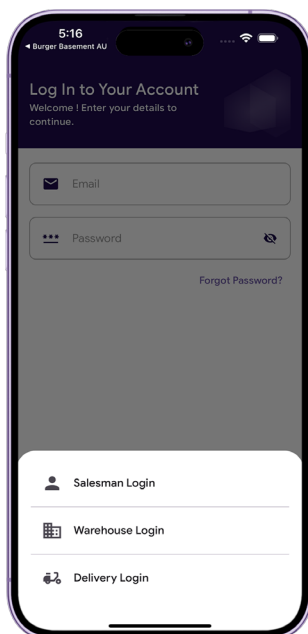 5:16
◀ Burger Basement AU
Log In to Your Account
Welcome ! Enter your details to
continue.
Email
Password
Forgot Password?
Salesman Login
Warehouse Login
Delivery Login